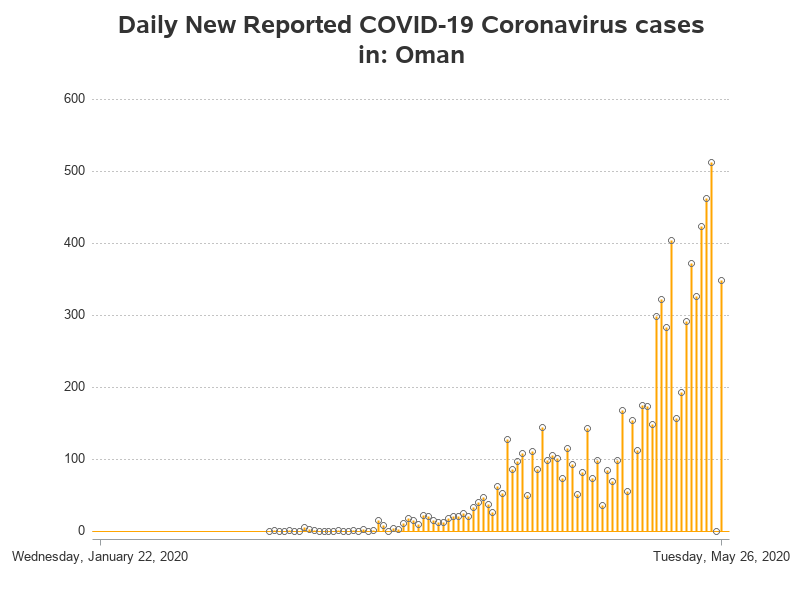 Daily New Reported COVID-19 Coronavirus cases
in: Oman
600
500
400
300
200
100
0
Wednesday, January 22, 2020
Tuesday, May 26, 2020